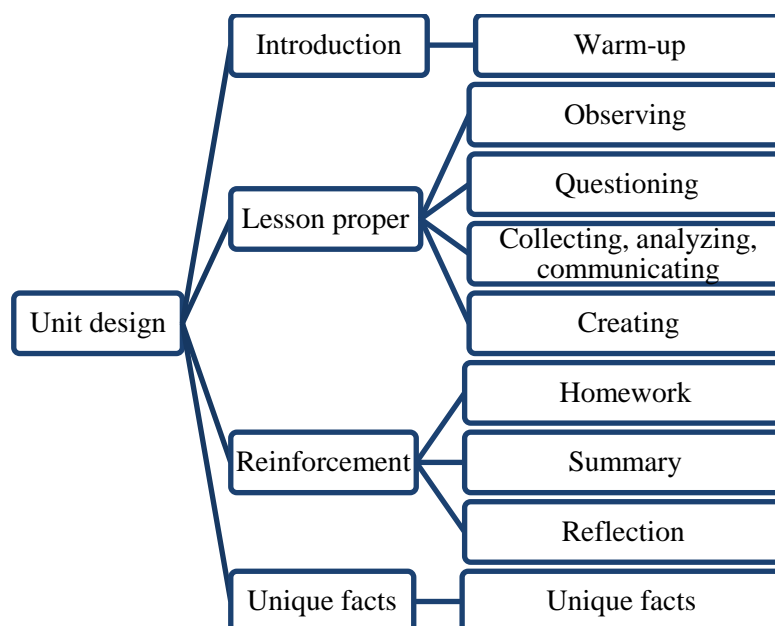 Introduction
Warm-up
Observing
Questioning
Lesson proper
Collecting, analyzing,
communicating
Unit design
Creating
Homework
Reinforcement
Summary
Reflection
Unique facts
Unique facts